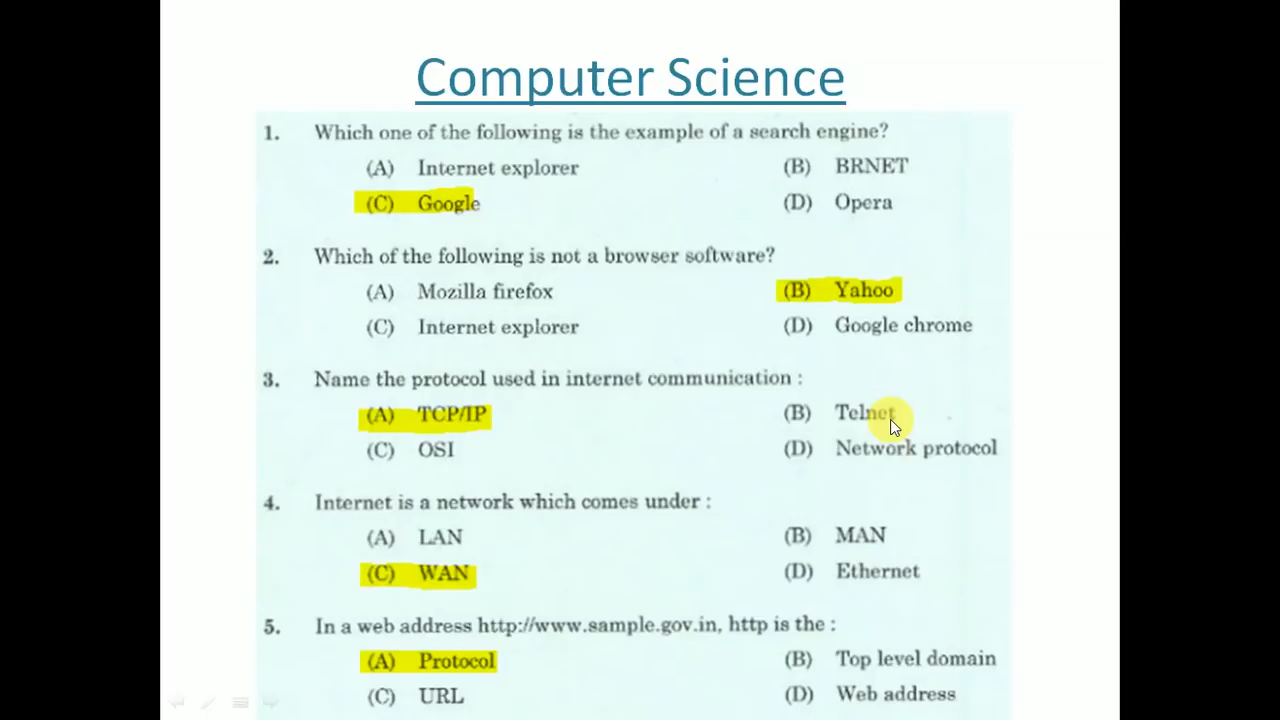 Computer Science
1. Which one of the following is the example of a search engine?
(A) Internet explorer (B) BRNET
(C) Google (D) Opera
2. Which of the following is not a browser software?
(A) Mozilla firefox (B) Yahoo
(C) Internet explorer (D) Google chrome
3. Name the protocol used in internet communication :
(A) TCP/IP (B) Telnet
(C) OSI (D) Network protocol
4. Internet is a network which comes under :
(A) LAN (B) MAN
(C) WAN (D) Ethernet
5. In a web address http://www.sample.gov.in, http is the :
(A) Protocol (B) Top level domain
(C) URL (D) Web address